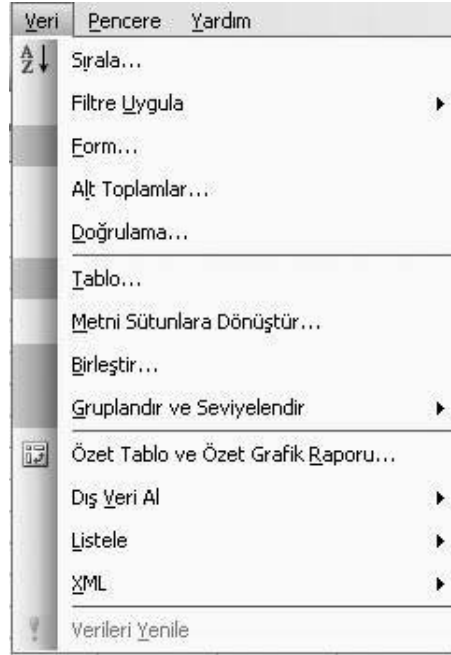 Veri Pencere Yardım
Sırala...
Filtre Uygula
Form...
Alt Toplamlar...
Doğrulama...
Tablo...
Metni Sütunlara Dönüştür...
Birleştir...
Gruplandır ve Seviyelendir
Özet Tablo ve Özet Grafik Raporu...
Dış Veri Al
Listele
XML
Verileri Yenile